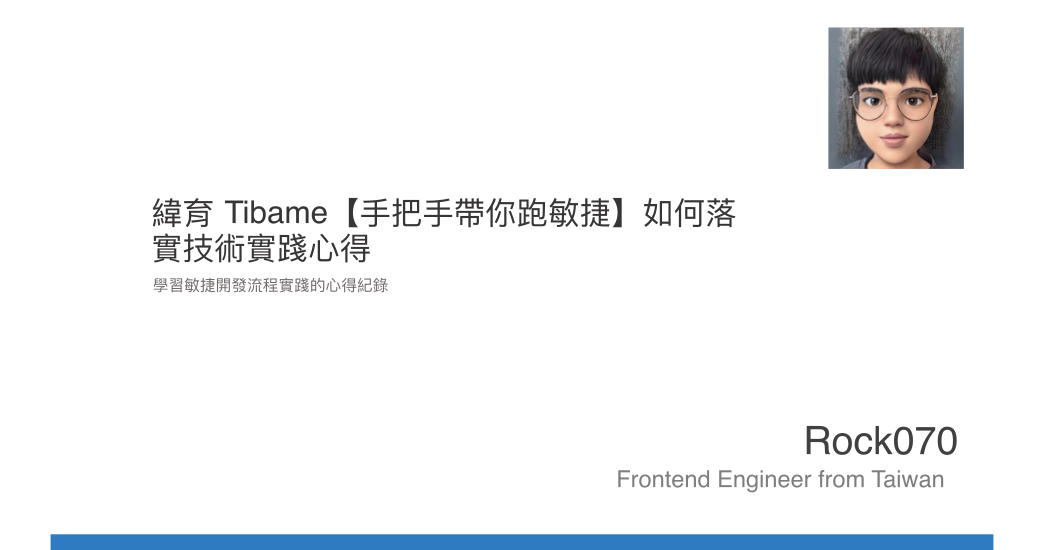 緯育 Tibame【手把手帶你跑敏捷】如何落
實技術實踐心得
學習敏捷開發流程實踐的心得紀錄
Rock070
Frontend Engineer from Taiwan